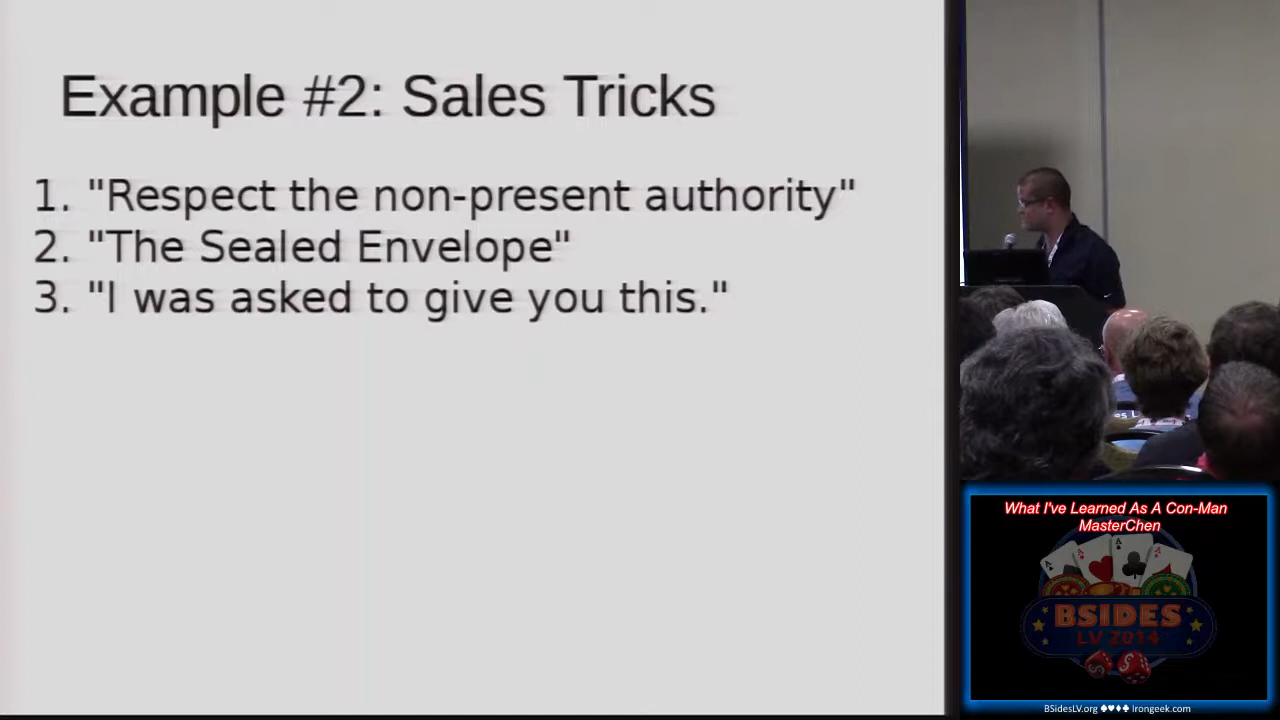 Example #2: Sales Tricks
1. "Respect the non-present authority"
2. "The Sealed Envelope"
3. "I was asked to give you this."
What I've Learned As A Con-Man
MasterChen
BSIDES
LV 2014
BSidesLV.org ♠♥♦♣ Irongeek.com